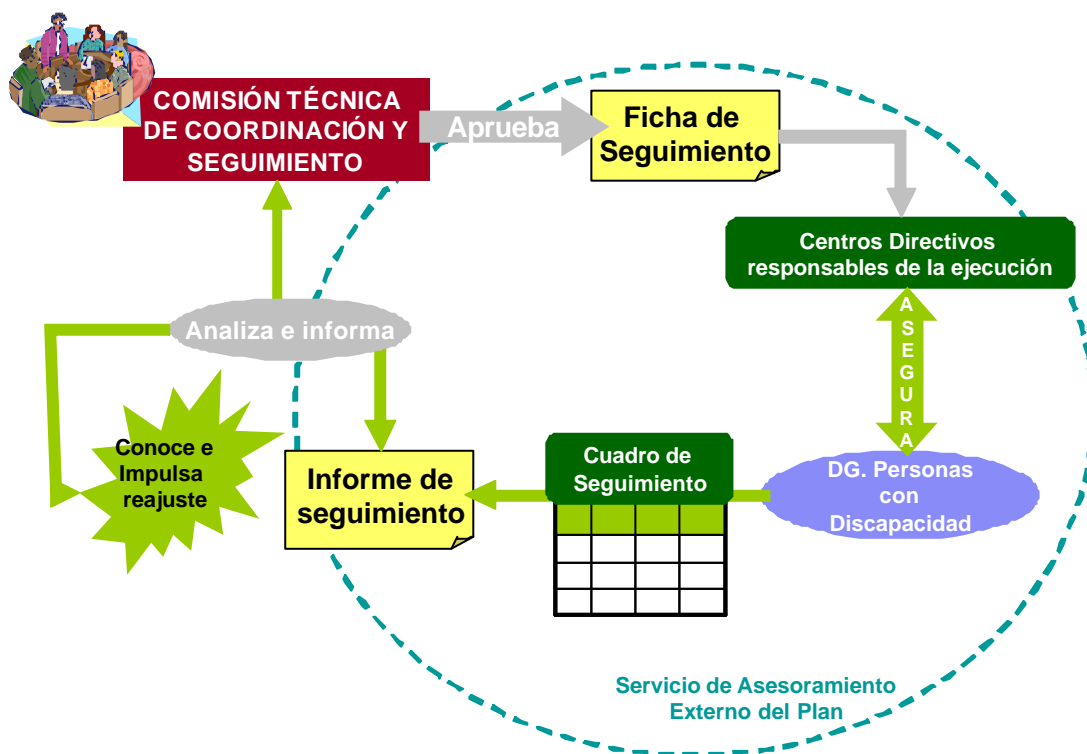 COMISIÓN TÉCNICA
DE COORDINACIÓN Y
SEGUIMIENTO
Aprueba
Ficha de
Seguimiento
Centros Directivos
responsables de la ejecución
ASEGURA
Analiza e informa
Conoce e
Impulsa
reajuste
Informe de
seguimiento
Cuadro de
Seguimiento
DG. Personas
con
Discapacidad
Servicio de Asesoramiento
Externo del Plan